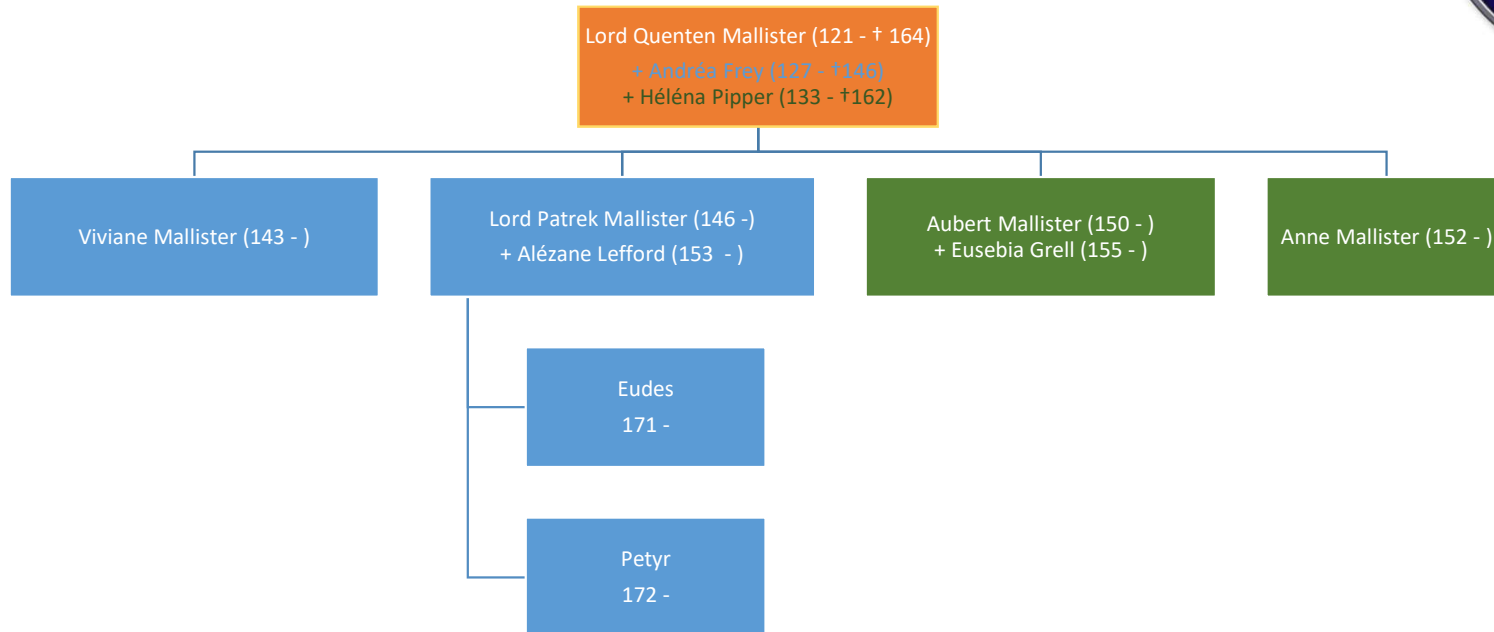 Lord Quenten Mallister (121 - † 164)
+ Andréa Frey (127 - †146)
+ Héléna Pipper (133 - †162)
Viviane Mallister (143 - )
Lord Patrek Mallister (146 -)
+ Alézane Lefford (153 - )
Aubert Mallister (150 - )
+ Eusebia Grell (155 - )
Anne Mallister (152 - )
Eudes
171 -
Petyr
172 -